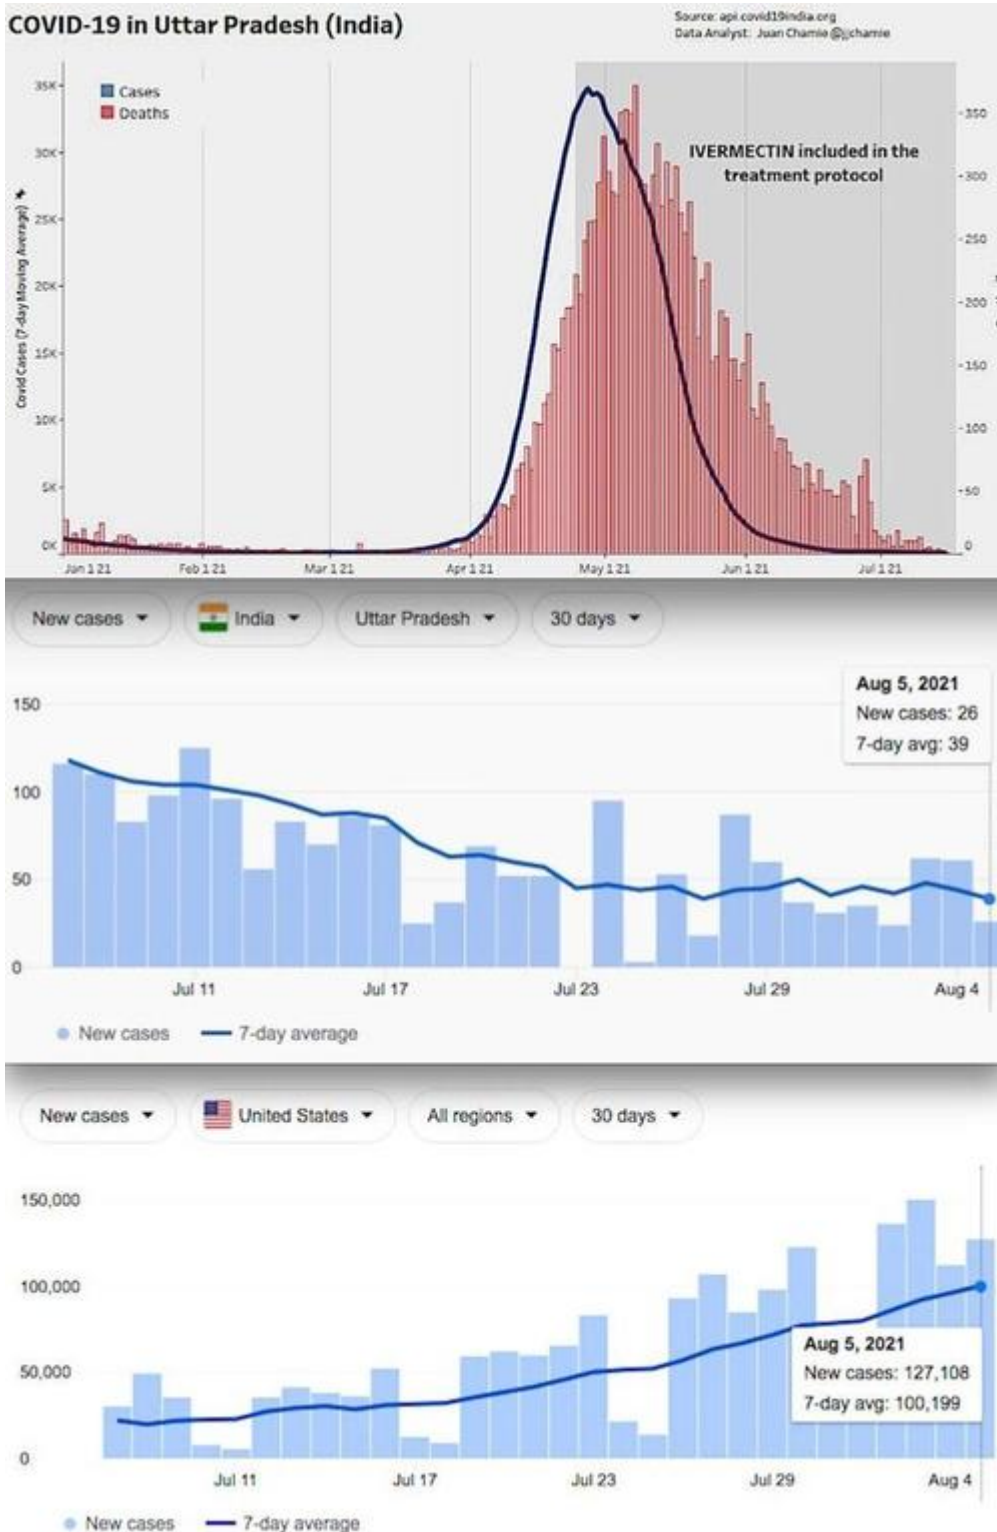 COVID-19 in Uttar Pradesh (India)
Source: api.covid19india.org
Data Analyst: Juan Chamie @jjchamie
Cases
Deaths
IVERMECTIN included in the
treatment protocol
Covid Cases (7-day Moving Average)
35K
30K
25K
20K
15K
10K
5K
0K
350
300
250
200
150
100
50
0
Jan 1 21
Feb 1 21
Mar 1 21
Apr 1 21
May 1 21
Jun 1 21
Jul 1 21
New cases
India
Uttar Pradesh
30 days
Aug 5, 2021
New cases: 26
7-day avg: 39
150
100
50
0
Jul 11
Jul 17
Jul 23
Jul 29
Aug 4
New cases
7-day average
New cases
United States
All regions
30 days
150,000
100,000
50,000
0
Aug 5, 2021
New cases: 127,108
7-day avg: 100,199
Jul 11
Jul 17
Jul 23
Jul 29
Aug 4
New cases
7-day average